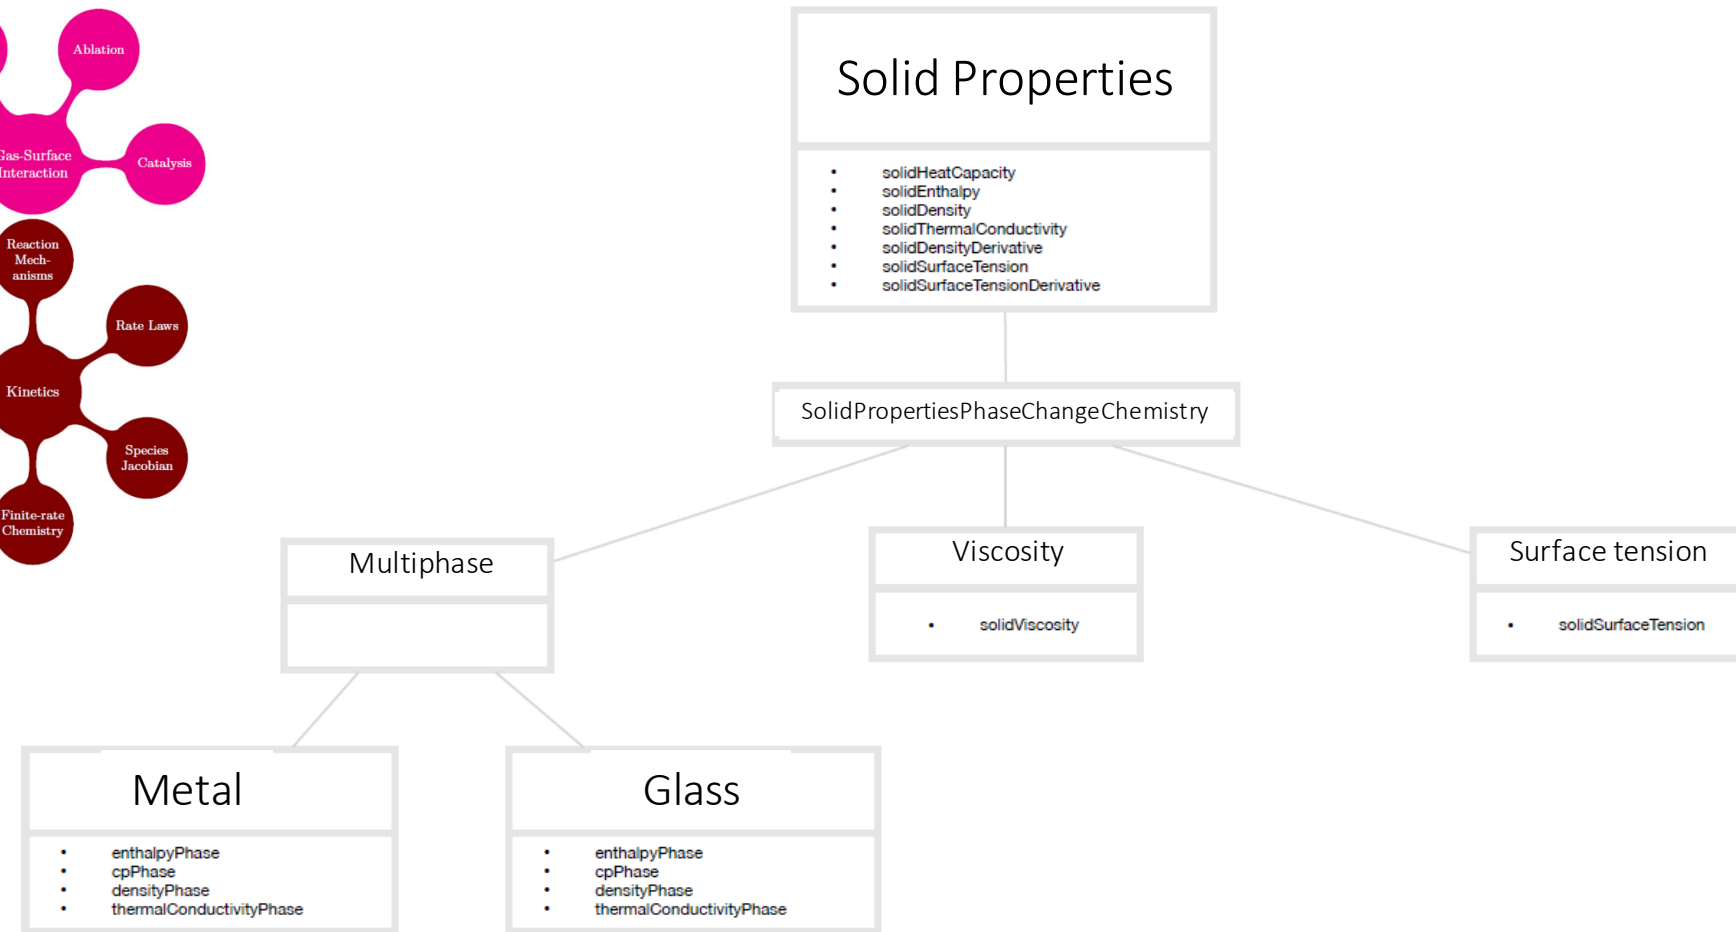 Ablation
Gas-Surface
Interaction
Catalysis
Reaction
Mech-
anisms
Rate Laws
Kinetics
Species
Jacobian
Finite-rate
Chemistry
Solid Properties
• solidHeatCapacity
• solidEnthalpy
• solidDensity
• solidThermalConductivity
• solidDensityDerivative
• solidSurfaceTension
• solidSurfaceTensionDerivative
SolidPropertiesPhaseChangeChemistry
Multiphase
Viscosity
• solidViscosity
Surface tension
• solidSurfaceTension
Metal
• enthalpyPhase
• cpPhase
• densityPhase
• thermalConductivityPhase
Glass
• enthalpyPhase
• cpPhase
• densityPhase
• thermalConductivityPhase